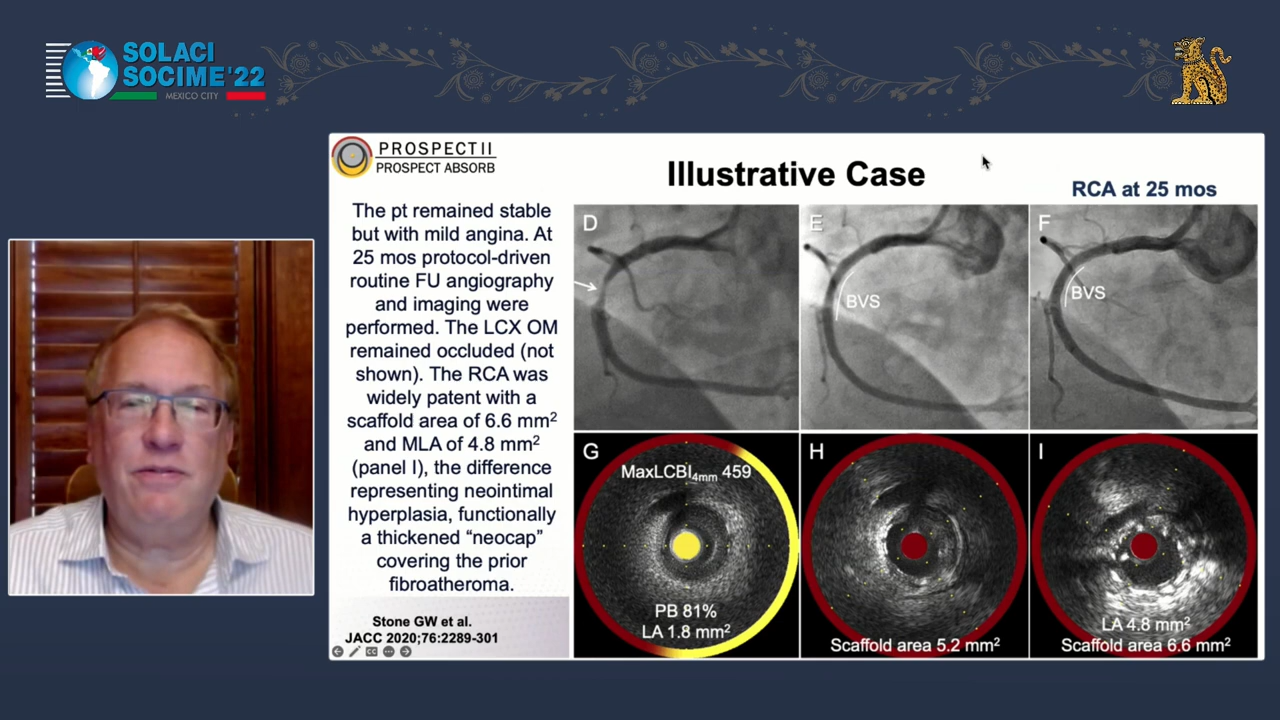 SOLACI
SOCIME'22
MEXICO CITY
PROSPECT II
PROSPECT ABSORB
Illustrative Case
RCA at 25 mos
The pt remained stable
but with mild angina. At
25 mos protocol-driven
routine FU angiography
and imaging were
performed. The LCX OM
remained occluded (not
shown). The RCA was
widely patent with a
scaffold area of 6.6 mm²
and MLA of 4.8 mm²
(panel I), the difference
representing neointimal
hyperplasia, functionally
a thickened “neocap”
covering the prior
fibroatheroma.
Stone GW et al.
JACC 2020;76:2289-301
D
E
BVS
F
BVS
G
MaxLCBI4mm 459
PB 81%
LA 1.8 mm²
H
Scaffold area 5.2 mm²
I
LA 4.8 mm²
Scaffold area 6.6 mm²